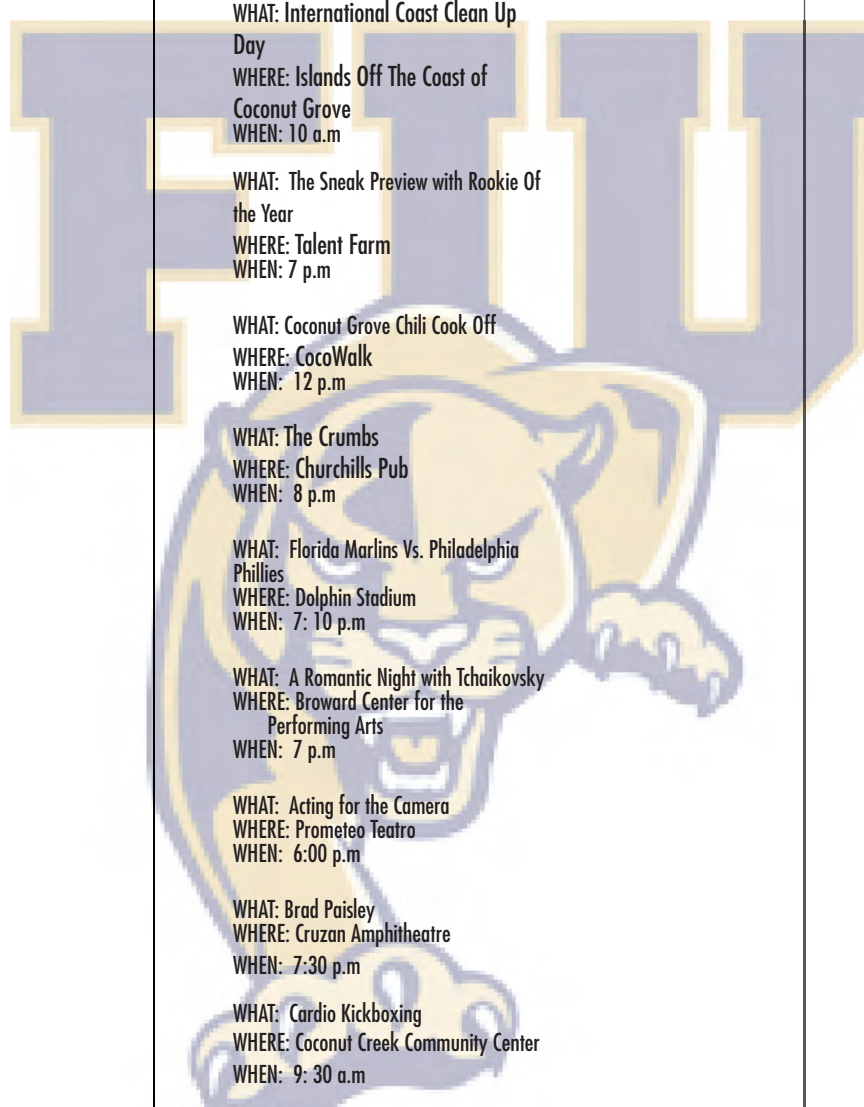 WHAT: International Coast Clean Up
Day
WHERE: Islands Off The Coast of
Coconut Grove
WHEN: 10 a.m
WHAT: The Sneak Preview with Rookie Of
the Year
WHERE: Talent Farm
WHEN: 7 p.m
WHAT: Coconut Grove Chili Cook Off
WHERE: CocoWalk
WHEN: 12 p.m
WHAT: The Crumbs
WHERE: Churchills Pub
WHEN: 8 p.m
WHAT: Florida Marlins Vs. Philadelphia
Phillies
WHERE: Dolphin Stadium
WHEN: 7: 10 p.m
WHAT: A Romantic Night with Tchaikovsky
WHERE: Broward Center for the
Performing Arts
WHEN: 7 p.m
WHAT: Acting for the Camera
WHERE: Prometeo Teatro
WHEN: 6:00 p.m
WHAT: Brad Paisley
WHERE: Cruzan Amphitheatre
WHEN: 7:30 p.m
WHAT: Cardio Kickboxing
WHERE: Coconut Creek Community Center
WHEN: 9: 30 a.m
FIU